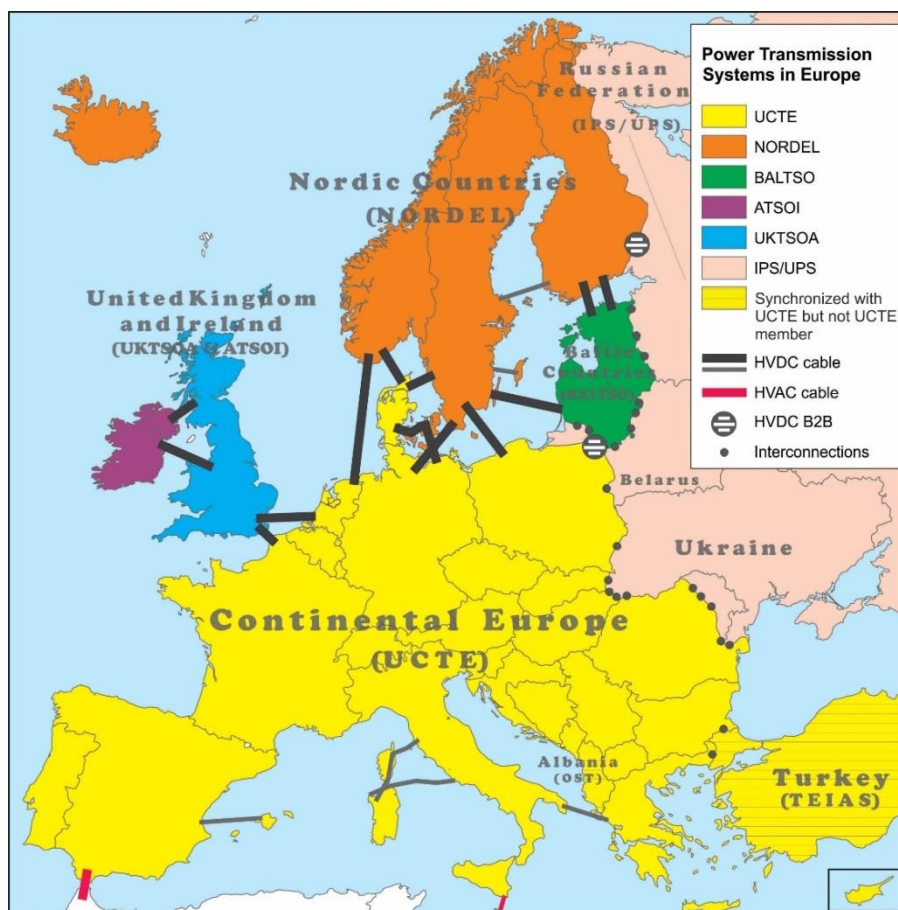 Russian
Federation
(IPS/UPS)
Nordic Countries
(NORDEL)
United Kingdom
and Ireland
(UKTSOA & ATSOI)
Baltic
Countries
(BALTSO)
Belarus
Ukraine
Continental Europe
(UCTE)
Albania
(OST)
Turkey
(TEIAS)
Power Transmission
Systems in Europe
UCTE
NORDEL
BALTSO
ATSOI
UKTSOA
IPS/UPS
Synchronized with
UCTE but not UCTE
member
HVDC cable
HVAC cable
HVDC B2B
Interconnections